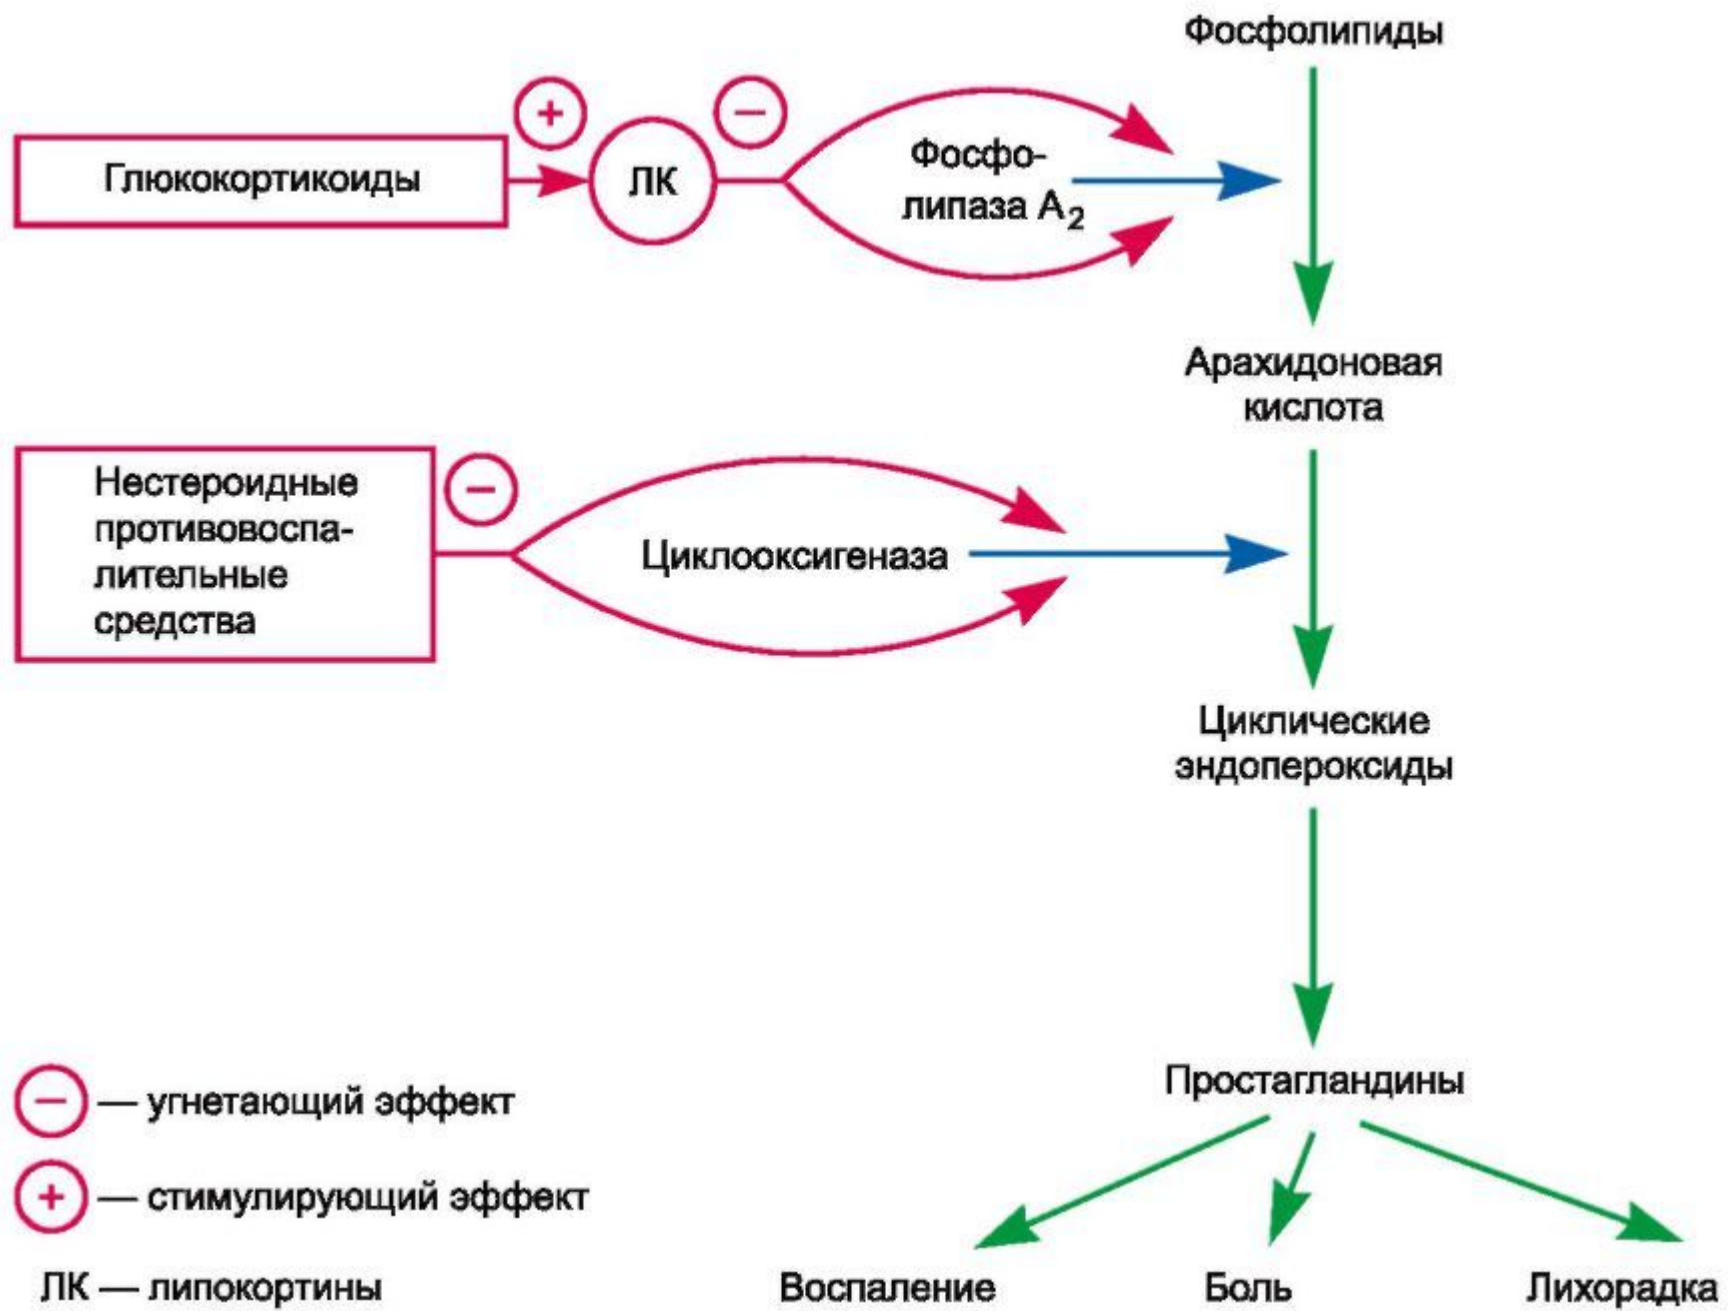 Фосфолипиды
+
−
Глюкокортикоиды
ЛК
Фосфо-
липаза A2
Арахидоновая
кислота
−
Нестероидные
противовоспа-
лительные
средства
Циклооксигеназа
Циклические
эндопероксиды
Простагландины
− — угнетающий эффект
+ — стимулирующий эффект
ЛК — липокортины
Воспаление
Боль
Лихорадка